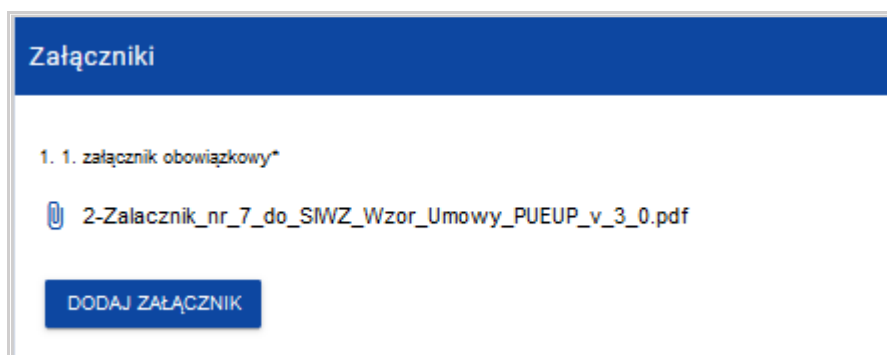 Załączniki
1. 1. załącznik obowiązkowy*
2-Zalacznik_nr_7_do_SIWZ_Wzor_Umowy_PUEUP_v_3_0.pdf
DODAJ ZAŁĄCZNIK